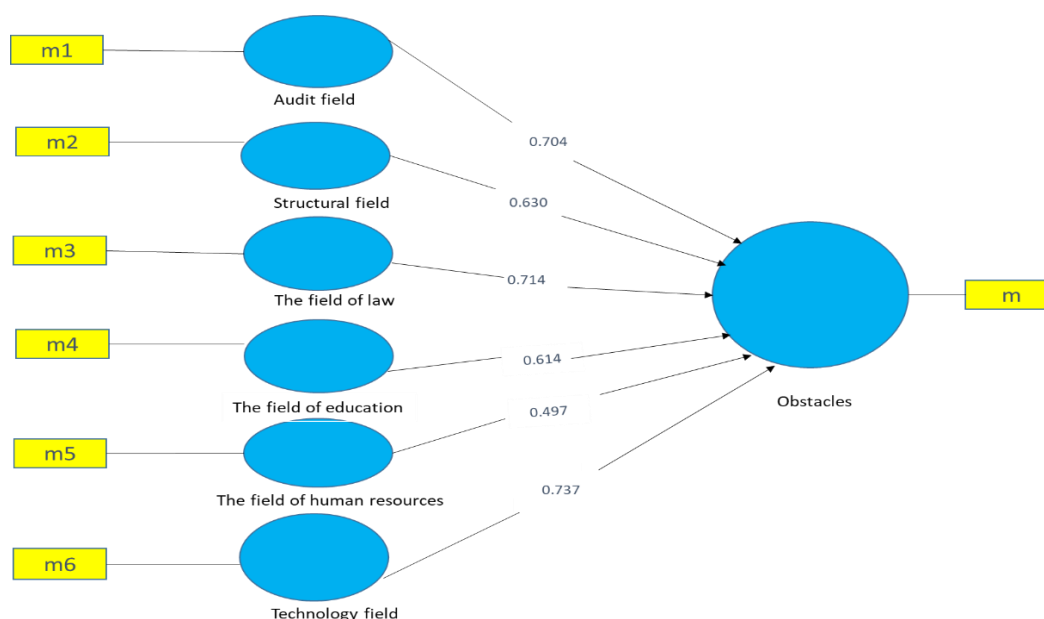 m1
Audit field
0.704
m2
Structural field
0.630
m3
The field of law
0.714
m
m4
The field of education
0.614
Obstacles
0.497
m5
The field of human resources
0.737
m6
Technology field